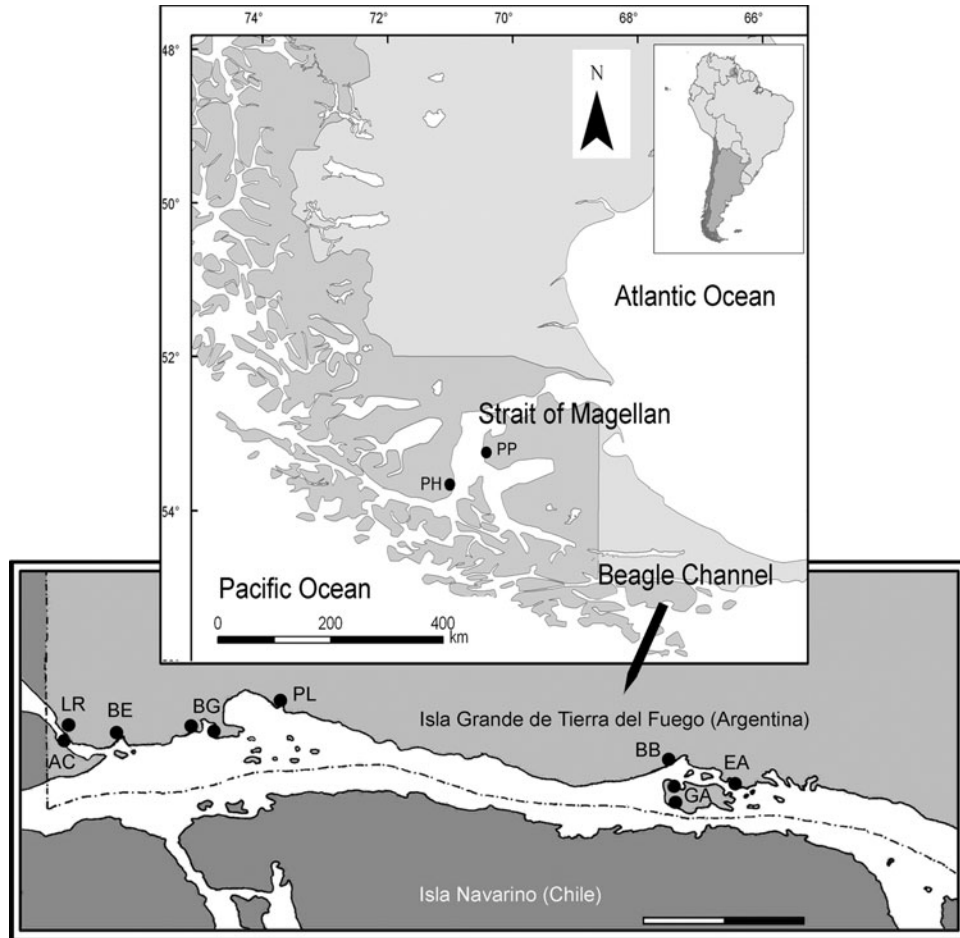 74°
72°
70°
68°
66°
48°
N
50°
Atlantic Ocean
52°
Strait of Magellan
PP
PH
54°
Beagle Channel
Pacific Ocean
0 200 400
km
LR
BE
BG
PL
Isla Grande de Tierra del Fuego (Argentina)
AC
BB
EA
GA
Isla Navarino (Chile)